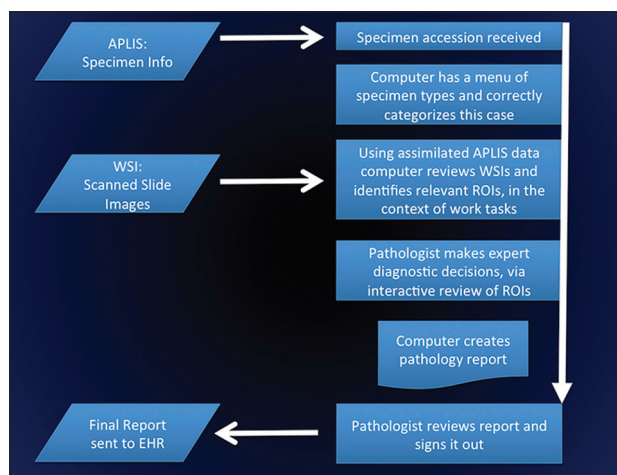 APLIS:
Specimen Info
Specimen accession received
Computer has a menu of
specimen types and correctly
categorizes this case
WSI:
Scanned Slide
Images
Using assimilated APLIS data
computer reviews WSIs and
identifies relevant ROIs, in the
context of work tasks
Pathologist makes expert
diagnostic decisions, via
interactive review of ROIs
Computer creates
pathology report
Final Report
sent to EHR
Pathologist reviews report and
signs it out